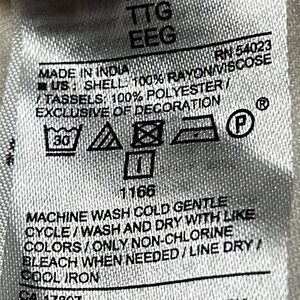 TTG
EEG
MADE IN INDIA RN 54023
US : SHELL: 100% RAYON/VISCOSE
/ TASSELS: 100% POLYESTER /
EXCLUSIVE OF DECORATION
30 P ®
1166
MACHINE WASH COLD GENTLE
CYCLE / WASH AND DRY WITH LIKE
COLORS / ONLY NON-CHLORINE
BLEACH WHEN NEEDED / LINE DRY /
COOL IRON